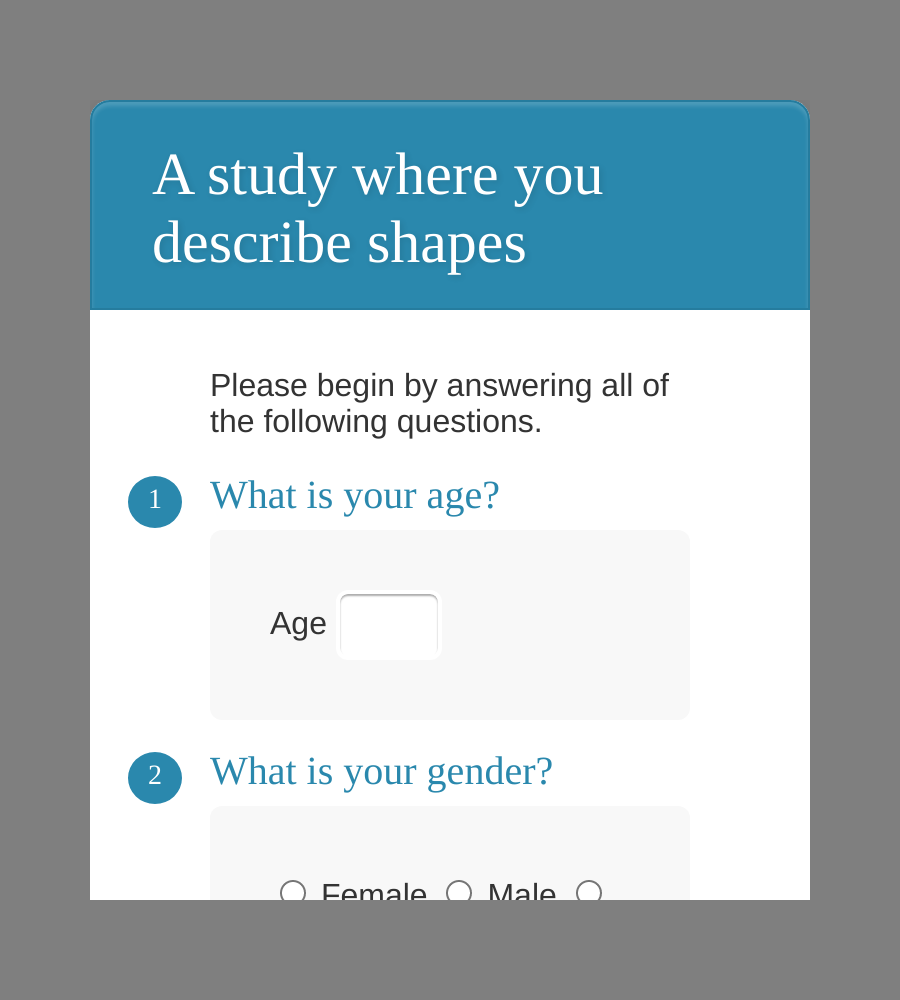 A study where you
describe shapes
Please begin by answering all of
the following questions.
1 What is your age?
Age
2 What is your gender?
Female Male